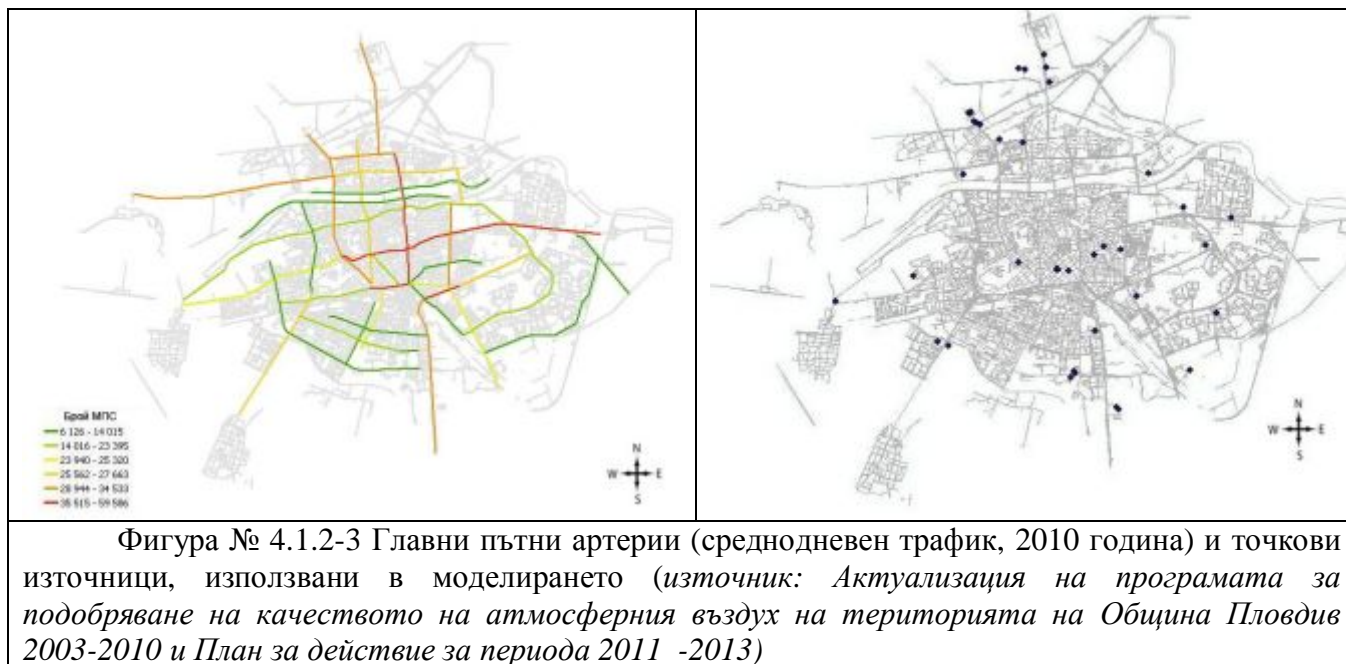 Брой МПС
6 126 - 14 015
14 016 - 23 395
23 940 - 25 320
25 562 - 27 663
28 944 - 34 533
38 515 - 59 586
N
W E
S
N
W E
S
Фигура № 4.1.2-3 Главни пътни артерии (среднодневен трафик, 2010 година) и точкови
източници, използвани в моделирането (източник: Актуализация на програмата за
подобряване на качеството на атмосферния въздух на територията на Община Пловдив
2003-2010 и План за действие за периода 2011 -2013)